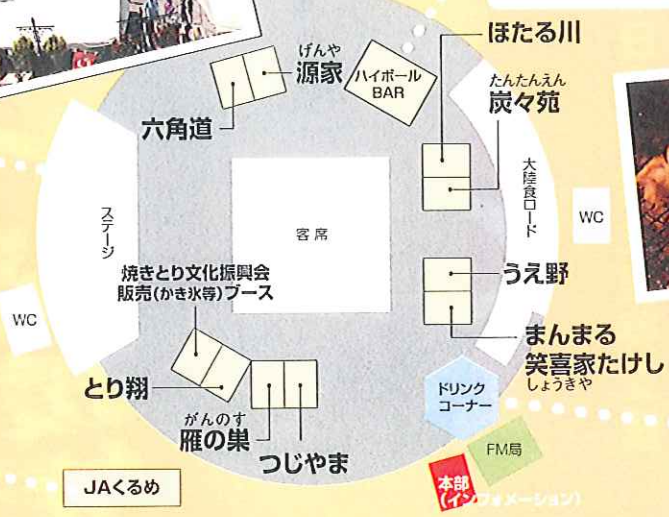 ほたる川
げんや
源家
ハイボール
BAR
たんたんえん
炭々苑
六角道
大陸食ロード
ステージ
客席
WC
焼きとり文化振興会
販売(かき氷等)ブース
うえ野
WC
まんまる
笑喜家たけし
しょうきや
とり翔
がんのす
雁の巣
つじやま
ドリンク
コーナー
FM局
JAくるめ
本部
(インフォメーション)